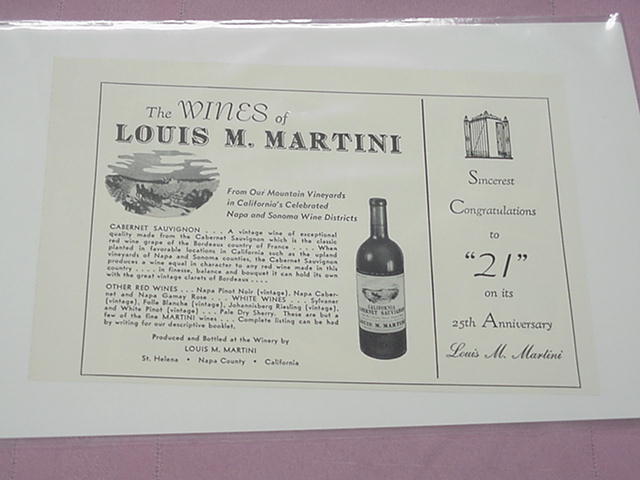 The WINES of
LOUIS M. MARTINI
From Our Mountain Vineyards
in California's Celebrated
Napa and Sonoma Wine Districts
CABERNET SAUVIGNON . . . A vintage wine of exceptional
quality made from the Cabernet Sauvignon which is the classic
red wine grape of the Bordeaux country of France . . . . When
planted in favorable locations in California such as the upland
vineyards of Napa and Sonoma counties, the Cabernet Sauvignon
produces a wine equal in character to any red wine made in this
country . . . . in finesse, balance and bouquet it can hold its own
with the great vintage clarets of Bordeaux . . . .
OTHER RED WINES . . Napa Pinot Noir (vintage), Napa Caber-
net and Napa Gamay Rose . . . . WHITE WINES . . Sylvaner
(vintage), Folle Blanche (vintage), Johannisberg Riesling (vintage),
and White Pinot (vintage) . . . Pale Dry Sherry. These are but a
few of the fine MARTINI wines . . . Complete listing can be had
by writing for our descriptive booklet.
Produced and Bottled at the Winery by
LOUIS M. MARTINI
St. Helena • Napa County • California
CALIFORNIA
CABERNET SAUVIGNON
LOUIS M. MARTINI
Sincerest
Congratulations
to
"21"
on its
25th Anniversary
Louis M. Martini